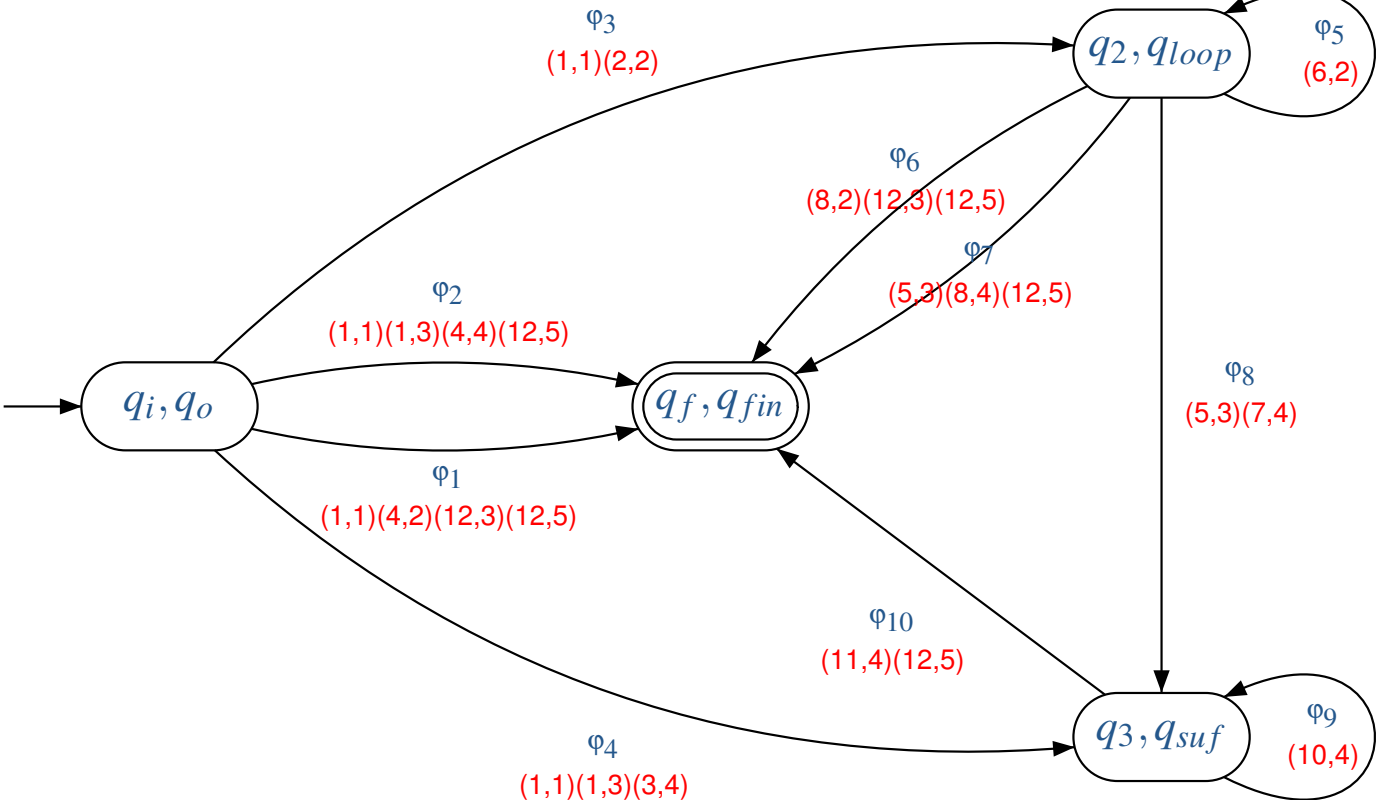 φ3
(1,1)(2,2)
q2,qloop
φ5
(6,2)
φ6
(8,2)(12,3)(12,5)
φ7
(5,3)(8,4)(12,5)
φ2
(1,1)(1,3)(4,4)(12,5)
qi,qo
qf,qfin
φ8
(5,3)(7,4)
φ1
(1,1)(4,2)(12,3)(12,5)
φ10
(11,4)(12,5)
q3,qsuf
φ9
(10,4)
φ4
(1,1)(1,3)(3,4)